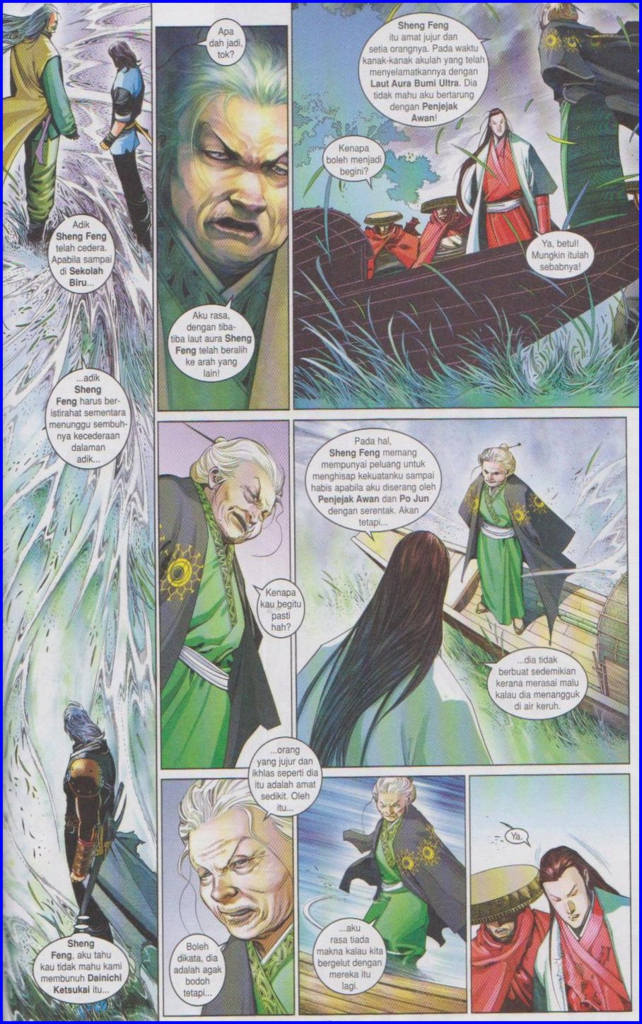 Adik
Sheng Feng
telah cedera.
Apabila sampai
di Sekolah
Biru...
...adik
Sheng
Feng harus ber-
istirahat sementara
menunggu sembuh-
nya kecederaan
dalaman
adik...
Sheng
Feng, aku tahu
kau tidak mahu kami
membunuh Dainichi
Ketsukai itu...
Apa
dah jadi,
tok?
Aku rasa,
dengan tiba-
tiba laut aura Sheng
Feng telah beralih
ke arah yang
lain!
Sheng Feng
itu amat jujur dan
setia orangnya. Pada waktu
kanak-kanak akulah yang telah
menyelamatkannya dengan
Laut Aura Bumi Ultra. Dia
tidak mahu aku bertarung
dengan Penjejak
Awan!
Kenapa
boleh menjadi
begini?
Ya, betul!
Mungkin itulah
sebabnya!
Kenapa
kau begitu
pasti
hah?
Pada hal,
Sheng Feng memang
mempunyai peluang untuk
menghisap kekuatanku sampai
habis apabila aku diserang oleh
Penjejak Awan dan Po Jun
dengan serentak. Akan
tetapi...
...dia tidak
berbuat sedemikian
kerana merasai malu
kalau dia menangguk
di air keruh.
...orang
yang jujur dan
ikhlas seperti dia
itu adalah amat
sedikit. Oleh
itu...
Boleh
dikata, dia
adalah agak
bodoh
tetapi...
...aku
rasa tiada
makna kalau kita
bergelut dengan
mereka itu
lagi.
Ya.